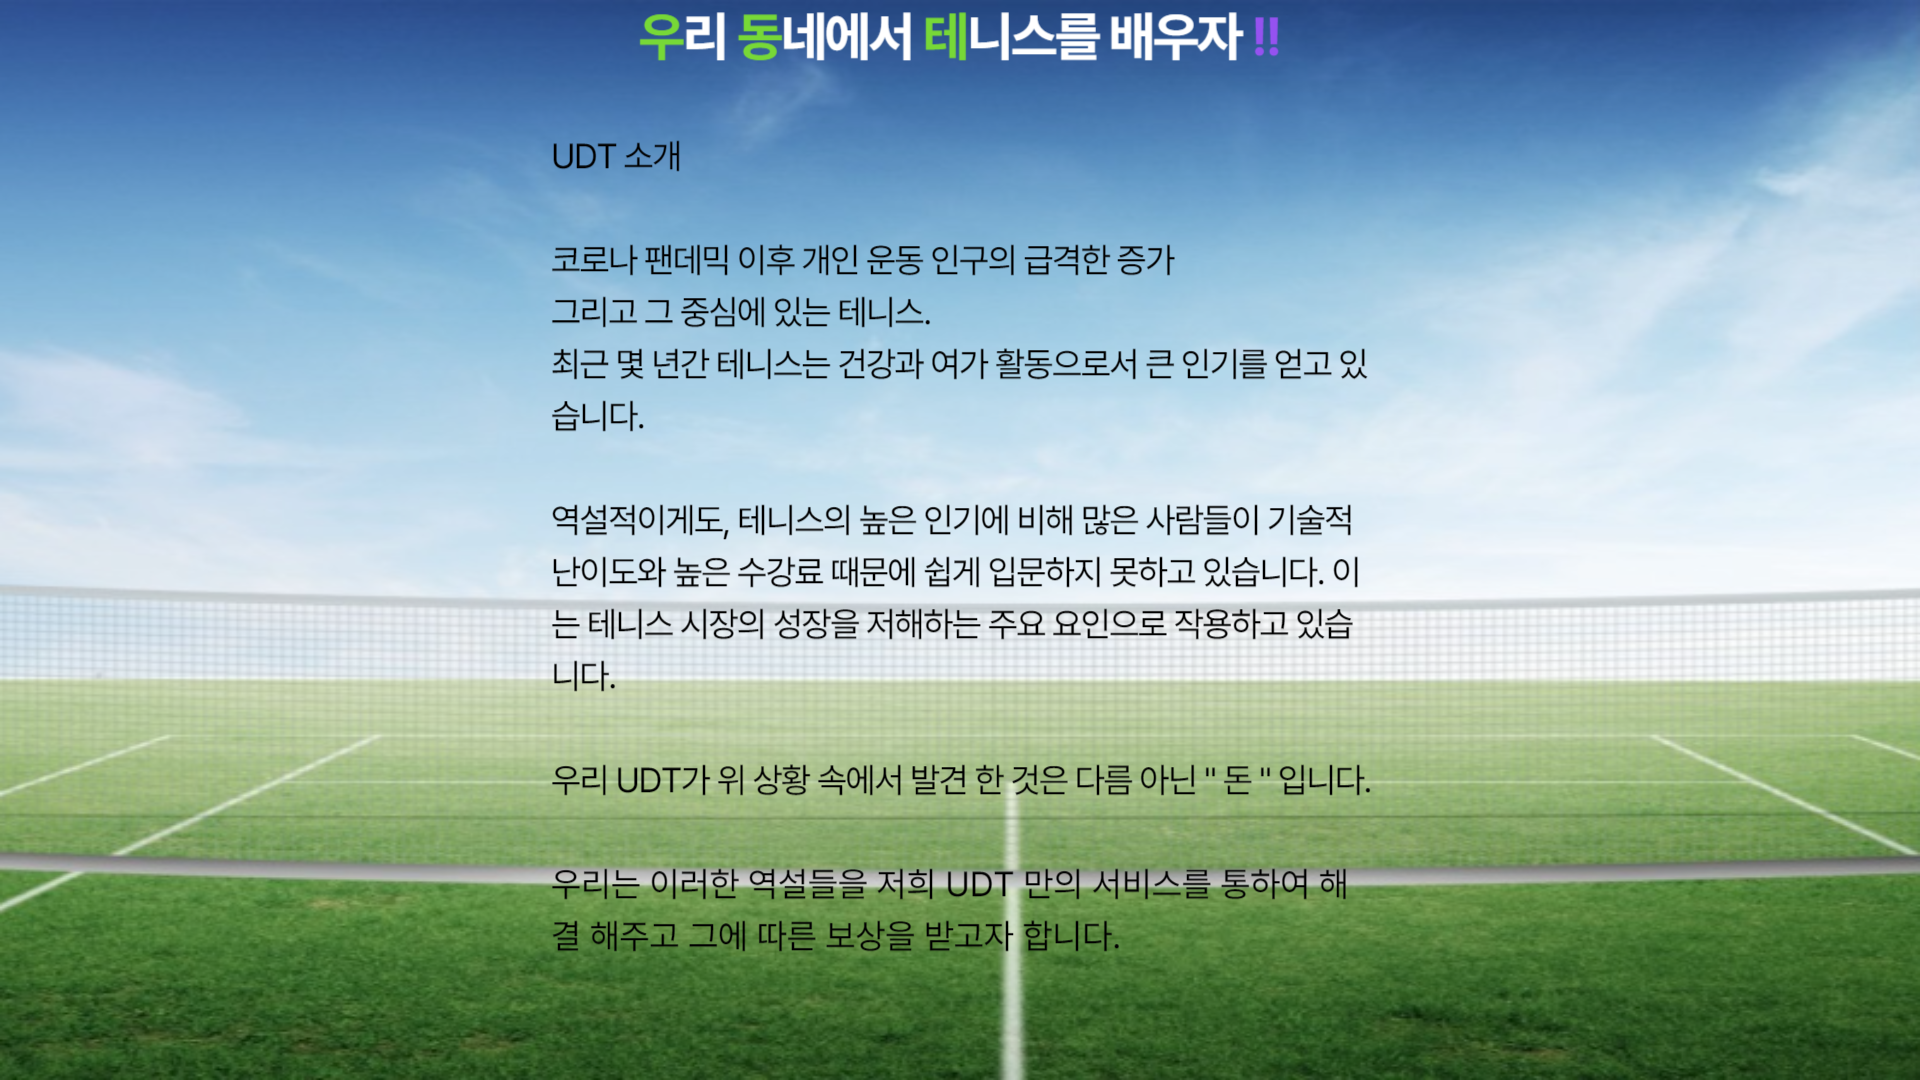 우리 동네에서 테니스를 배우자 !!
UDT 소개
코로나 팬데믹 이후 개인 운동 인구의 급격한 증가
그리고 그 중심에 있는 테니스.
최근 몇 년간 테니스는 건강과 여가 활동으로서 큰 인기를 얻고 있
습니다.
역설적이게도, 테니스의 높은 인기에 비해 많은 사람들이 기술적
난이도와 높은 수강료 때문에 쉽게 입문하지 못하고 있습니다. 이
는 테니스 시장의 성장을 저해하는 주요 요인으로 작용하고 있습
니다.
우리 UDT가 위 상황 속에서 발견 한 것은 다름 아닌 " 돈 " 입니다.
우리는 이러한 역설들을 저희 UDT 만의 서비스를 통하여 해
결 해주고 그에 따른 보상을 받고자 합니다.